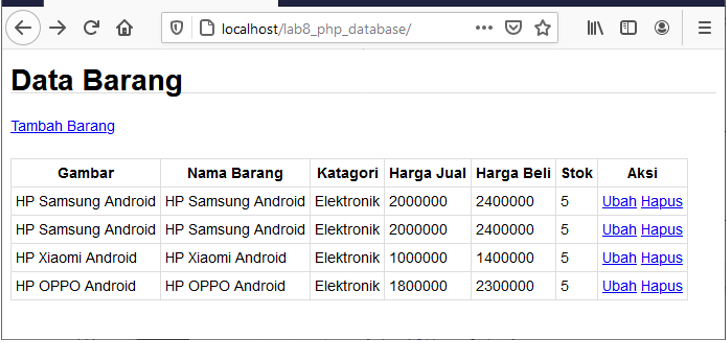 localhost/lab8_php_database/
Data Barang
Tambah Barang
Gambar Nama Barang Katagori Harga Jual Harga Beli Stok Aksi
HP Samsung Android HP Samsung Android Elektronik 2000000 2400000 5 Ubah Hapus
HP Samsung Android HP Samsung Android Elektronik 2000000 2400000 5 Ubah Hapus
HP Xiaomi Android HP Xiaomi Android Elektronik 1000000 1400000 5 Ubah Hapus
HP OPPO Android HP OPPO Android Elektronik 1800000 2300000 5 Ubah Hapus